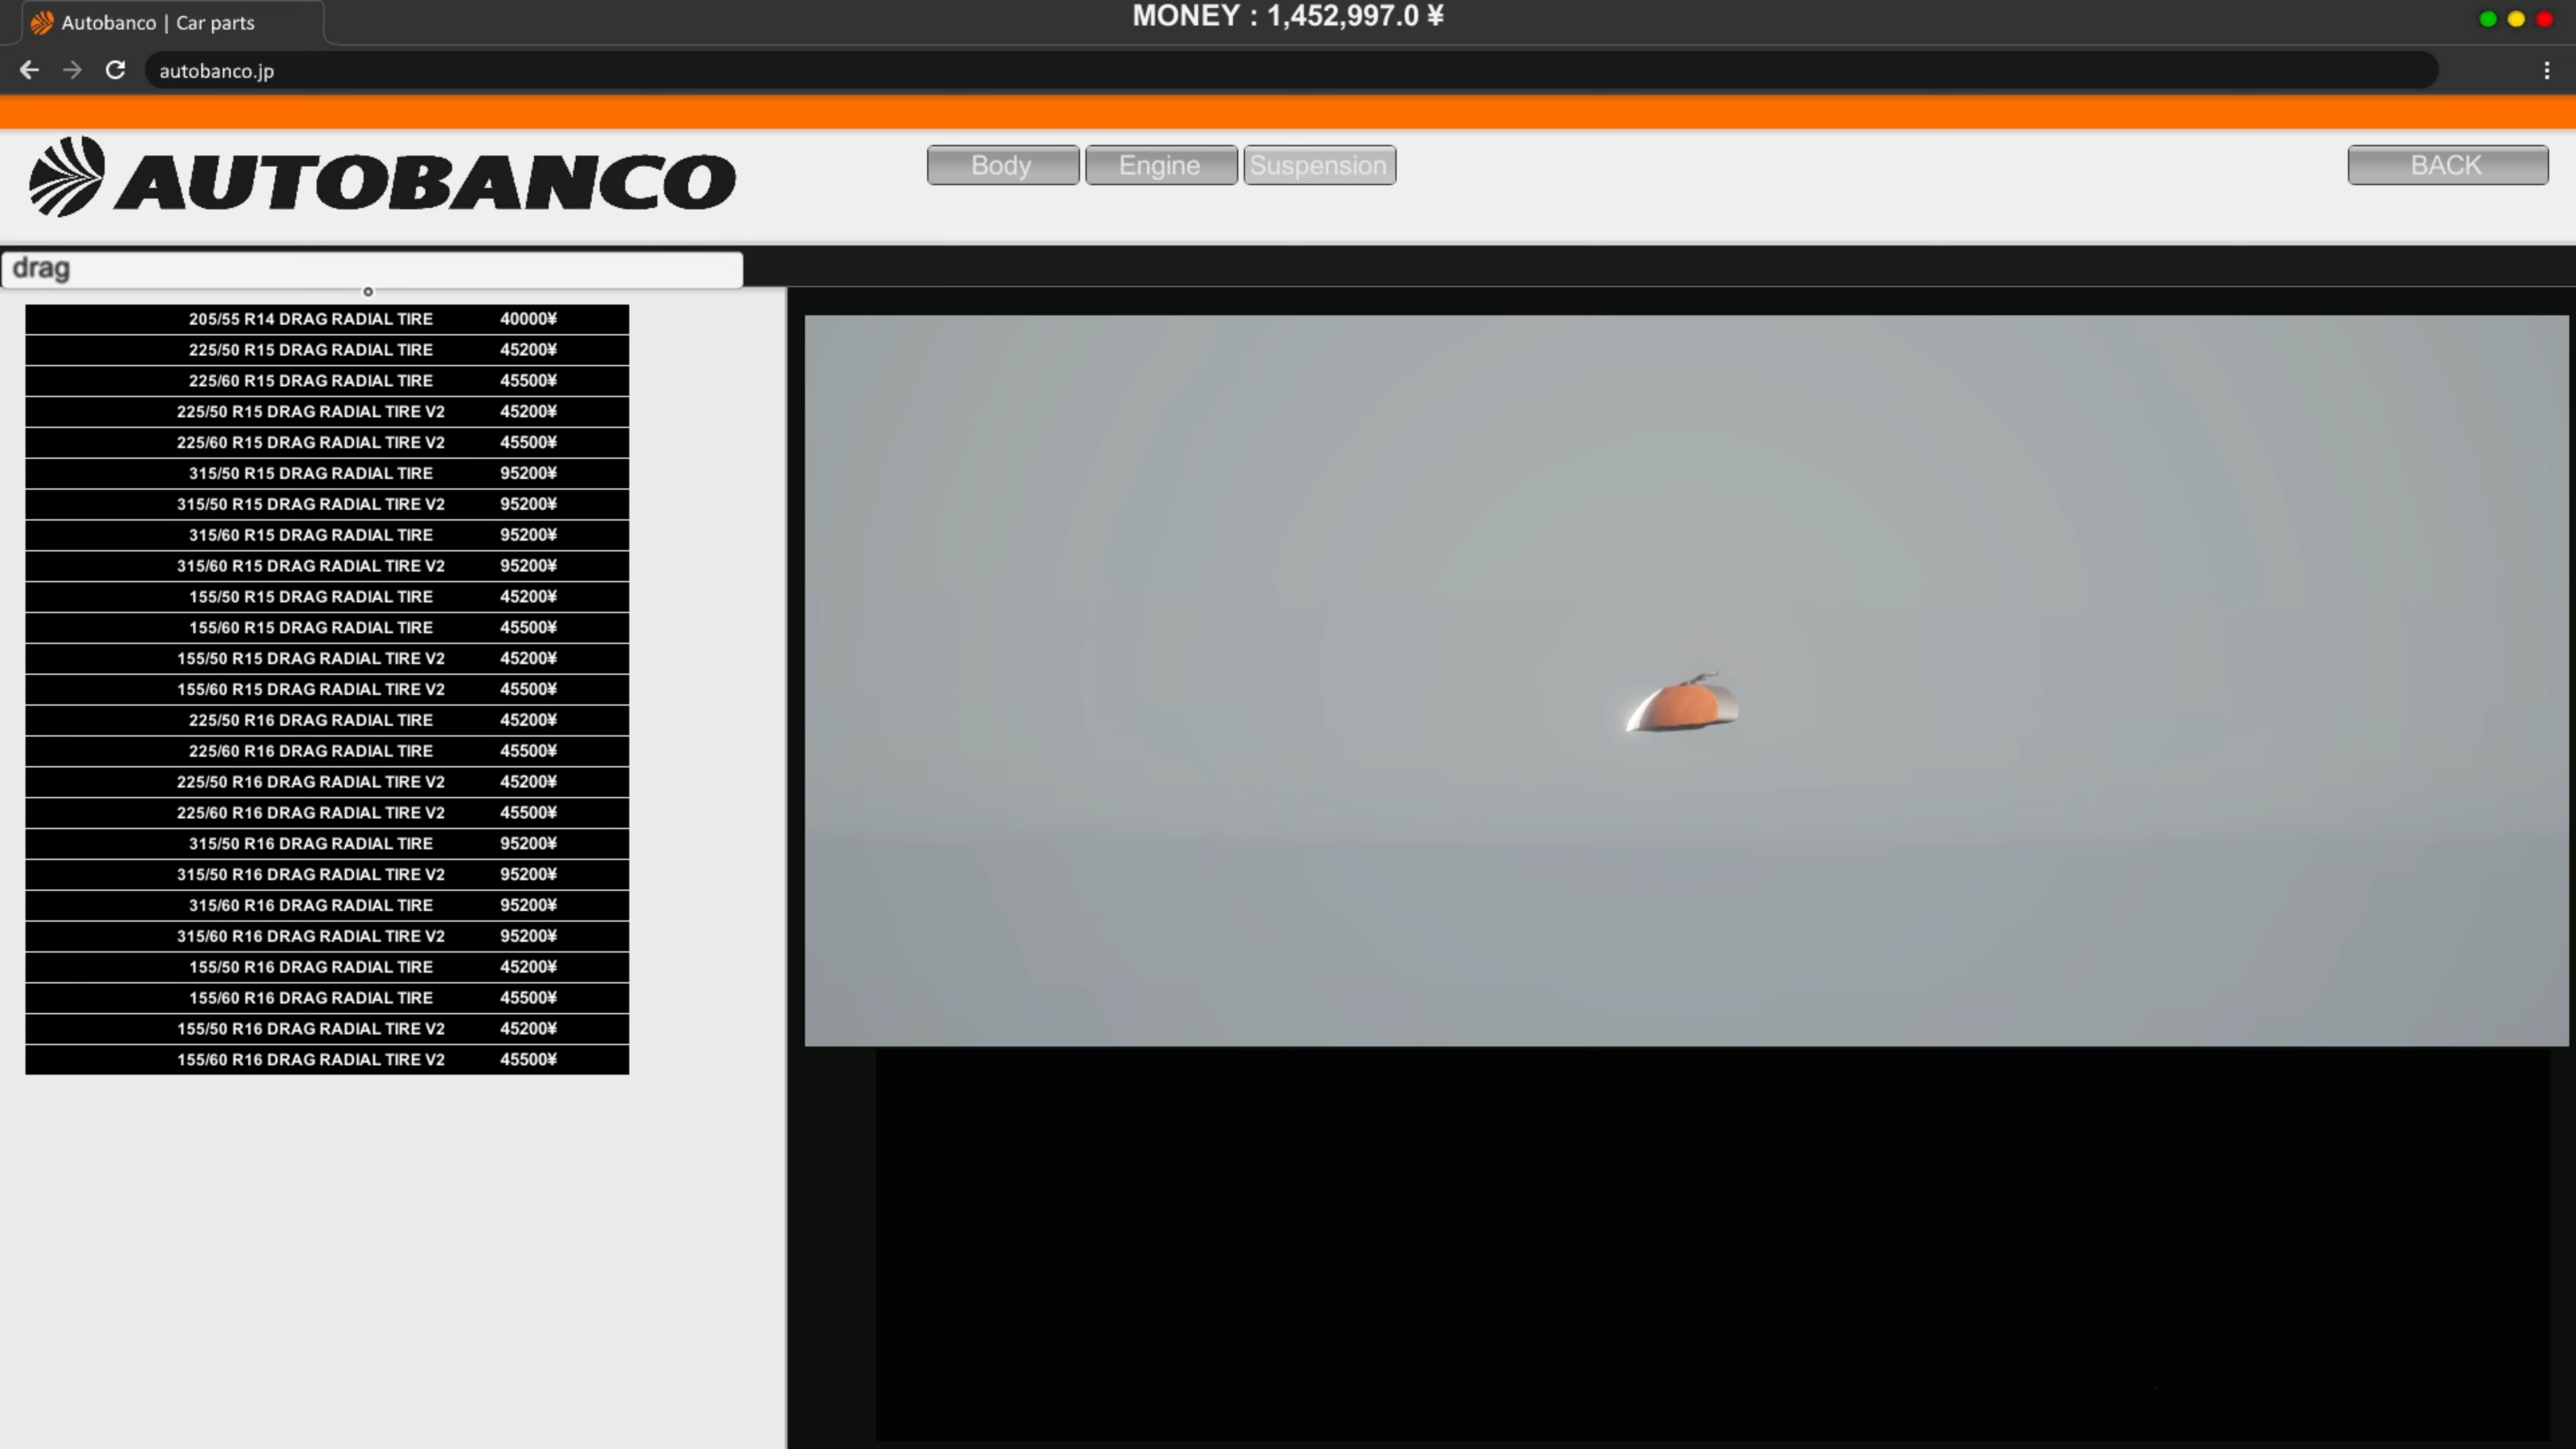 Autobanco | Car parts
MONEY : 1,452,997.0 ¥
autobanco.jp
AUTOBANCO
Body
Engine
Suspension
BACK
drag
205/55 R14 DRAG RADIAL TIRE 40000¥
225/50 R15 DRAG RADIAL TIRE 45200¥
225/60 R15 DRAG RADIAL TIRE 45500¥
225/50 R15 DRAG RADIAL TIRE V2 45200¥
225/60 R15 DRAG RADIAL TIRE V2 45500¥
315/50 R15 DRAG RADIAL TIRE 95200¥
315/50 R15 DRAG RADIAL TIRE V2 95200¥
315/60 R15 DRAG RADIAL TIRE 95200¥
315/60 R15 DRAG RADIAL TIRE V2 95200¥
155/50 R15 DRAG RADIAL TIRE 45200¥
155/60 R15 DRAG RADIAL TIRE 45500¥
155/50 R15 DRAG RADIAL TIRE V2 45200¥
155/60 R15 DRAG RADIAL TIRE V2 45500¥
225/50 R16 DRAG RADIAL TIRE 45200¥
225/60 R16 DRAG RADIAL TIRE 45500¥
225/50 R16 DRAG RADIAL TIRE V2 45200¥
225/60 R16 DRAG RADIAL TIRE V2 45500¥
315/50 R16 DRAG RADIAL TIRE 95200¥
315/50 R16 DRAG RADIAL TIRE V2 95200¥
315/60 R16 DRAG RADIAL TIRE 95200¥
315/60 R16 DRAG RADIAL TIRE V2 95200¥
155/50 R16 DRAG RADIAL TIRE 45200¥
155/60 R16 DRAG RADIAL TIRE 45500¥
155/50 R16 DRAG RADIAL TIRE V2 45200¥
155/60 R16 DRAG RADIAL TIRE V2 45500¥